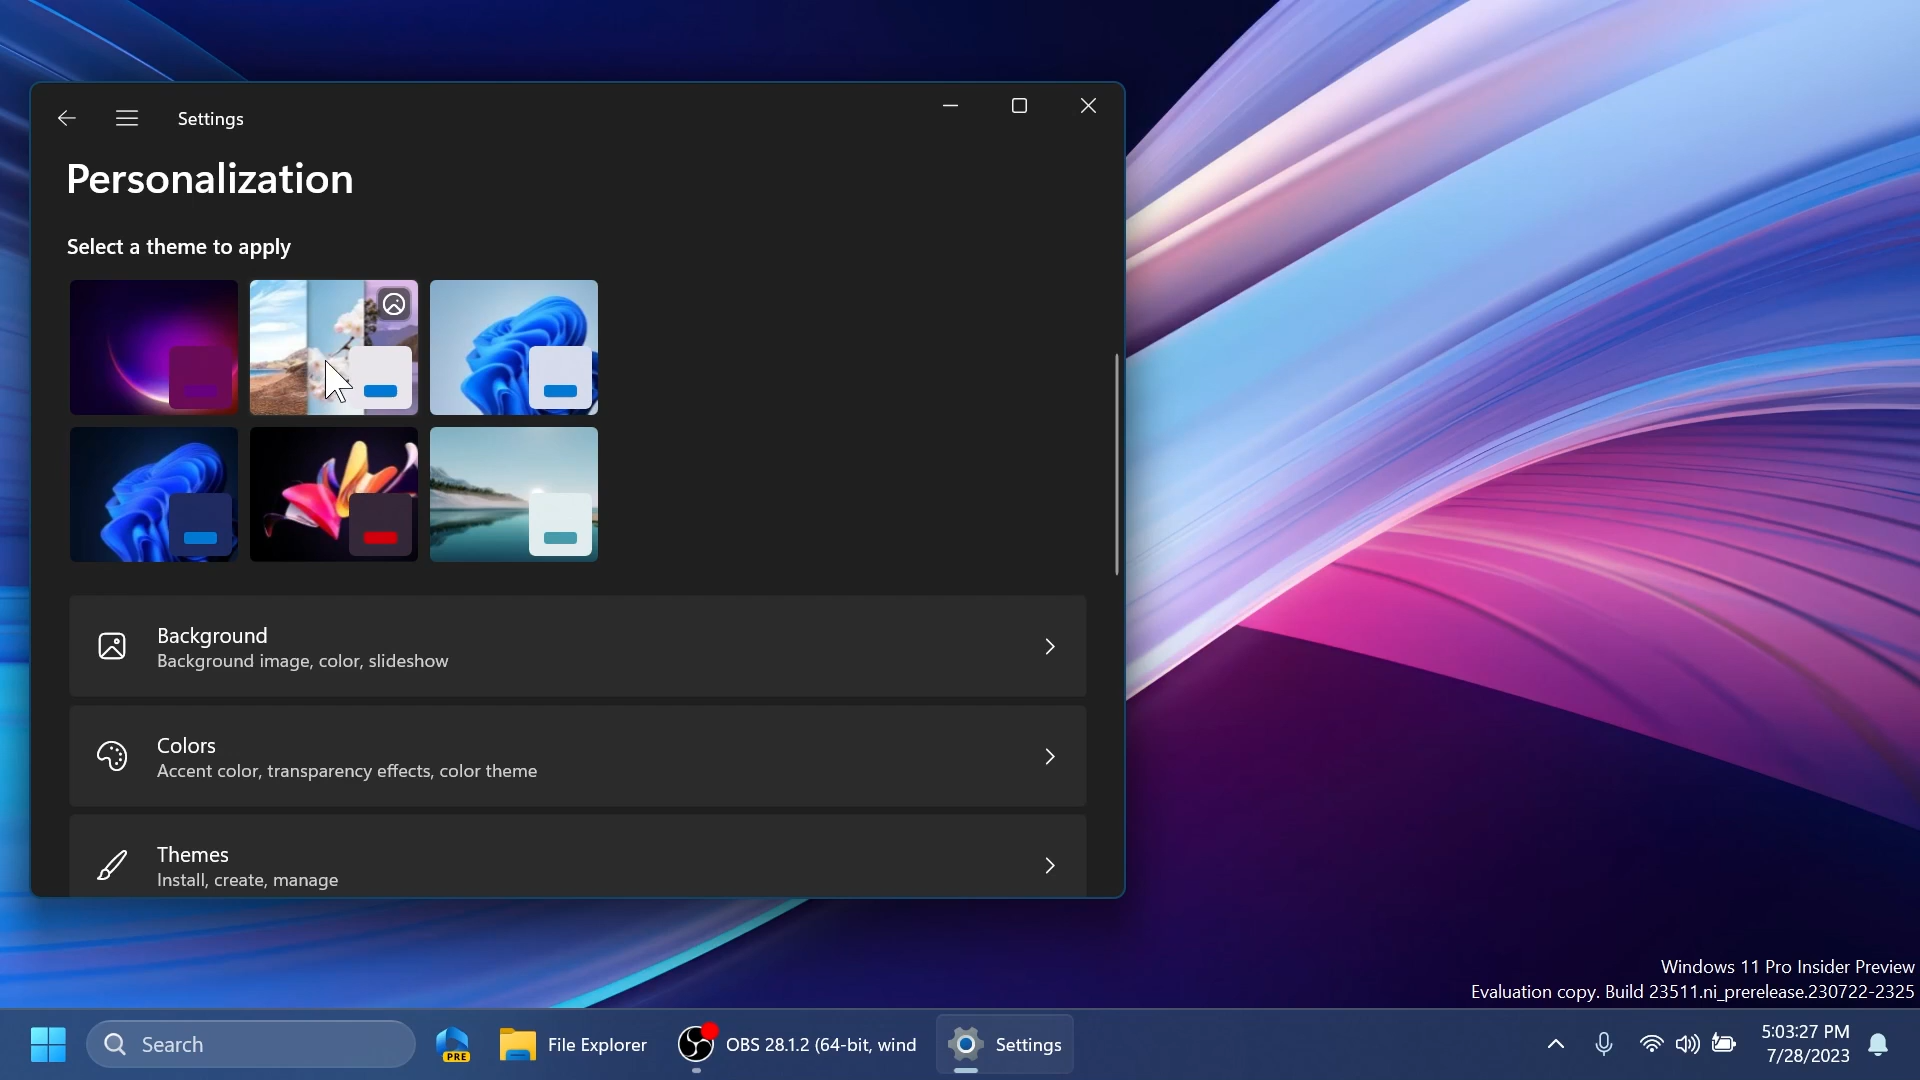 Settings
Personalization
Select a theme to apply
Background
Background image, color, slideshow
Colors
Accent color, transparency effects, color theme
Themes
Install, create, manage
Windows 11 Pro Insider Preview
Evaluation copy. Build 23511.ni_prerelease.230722-2325
Search
PRE
File Explorer
OBS 28.1.2 (64-bit, wind
Settings
5:03:27 PM
7/28/2023